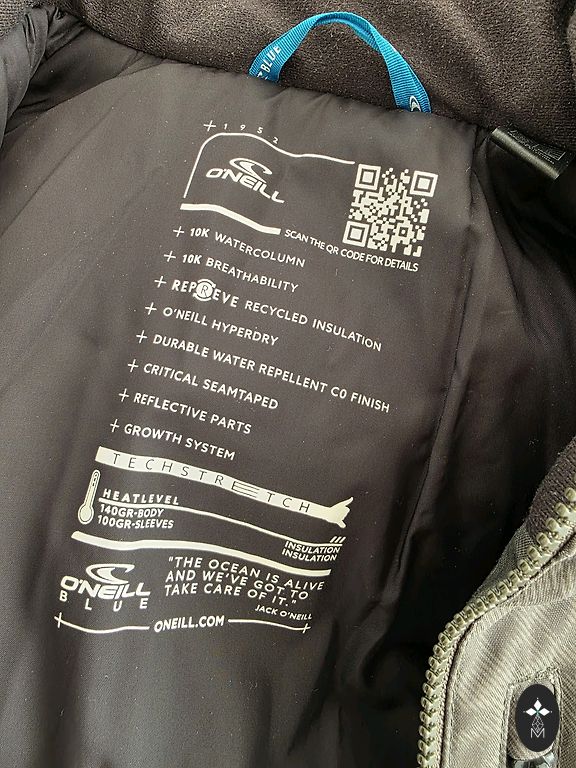 BLUE
+1952
O'NEILL
SCAN THE QR CODE FOR DETAILS
+ 10K WATERCOLUMN
+ 10K BREATHABILITY
+ REPREVE RECYCLED INSULATION
+ O'NEILL HYPERDRY
+ DURABLE WATER REPELLENT C0 FINISH
+ CRITICAL SEAMTAPED
+ REFLECTIVE PARTS
+ GROWTH SYSTEM
TECHSTRETCH
HEATLEVEL
140GR-BODY
100GR-SLEEVES
INSULATION
INSULATION
O'NEILL
BLUE
"THE OCEAN IS ALIVE
AND WE'VE GOT TO
TAKE CARE OF IT."
JACK O'NEILL
ONEILL.COM
M